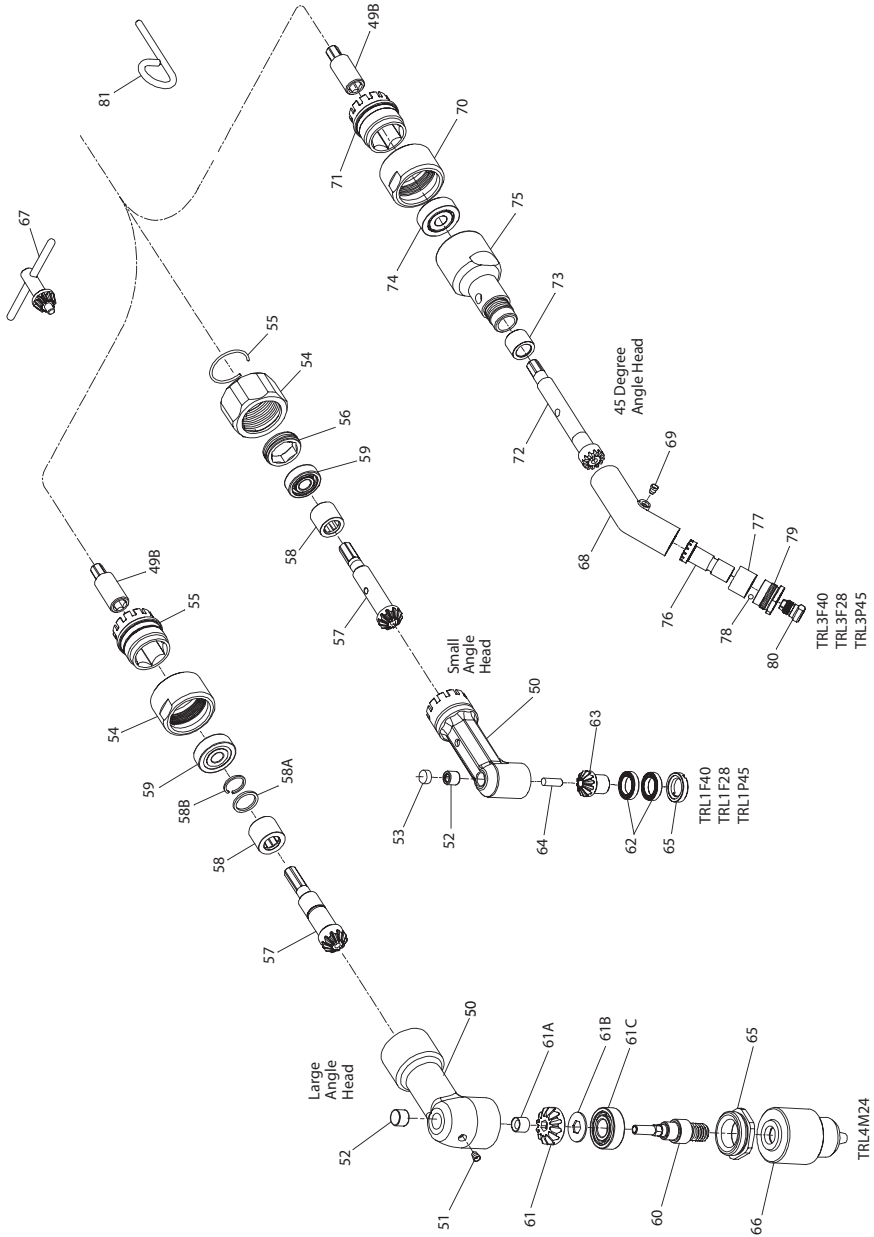 81
49B
67
71
70
75
74
73
55
54
45 Degree
Angle Head
56
59
72
69
58
68
49B
55
57
77
79
76
54
Small
Angle
Head
78
80
TRL3F40
TRL3F28
TRL3P45
50
59
58A
58B
63
53
52
58
64
62
65
TRL1F40
TRL1F28
TRL1P45
57
Large
Angle
Head
50
61A
61B
61C
65
52
51
61
60
66
TRL4M24